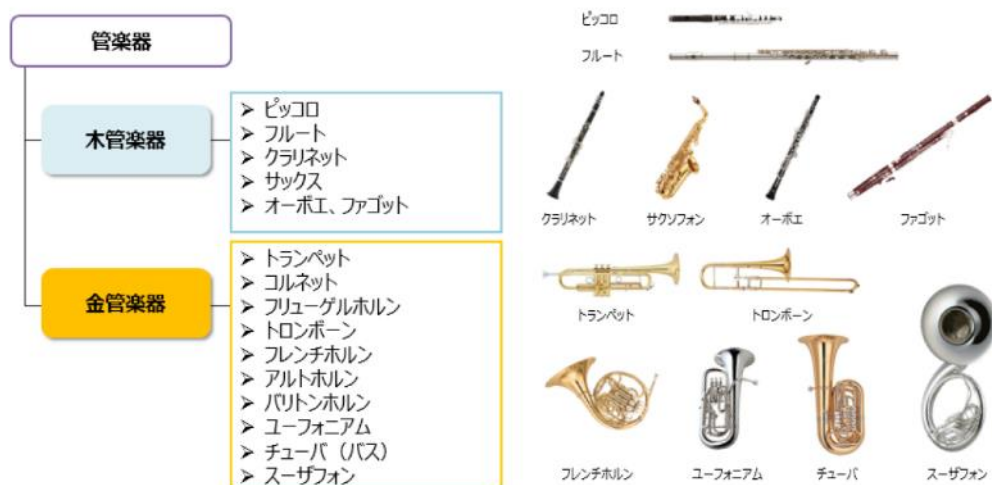 管楽器
木管楽器
➢ ピッコロ
➢ フルート
➢ クラリネット
➢ サックス
➢ オーボエ、ファゴット
金管楽器
➢ トランペット
➢ コルネット
➢ フリューゲルホルン
➢ トロンボーン
➢ フレンチホルン
➢ アルトホルン
➢ バリトンホルン
➢ ユーフォニアム
➢ チューバ（バス）
➢ スーザフォン
ピッコロ
フルート
クラリネット
サクソフォン
オーボエ
ファゴット
トランペット
トロンボーン
フレンチホルン
ユーフォニアム
チューバ
スーザフォン